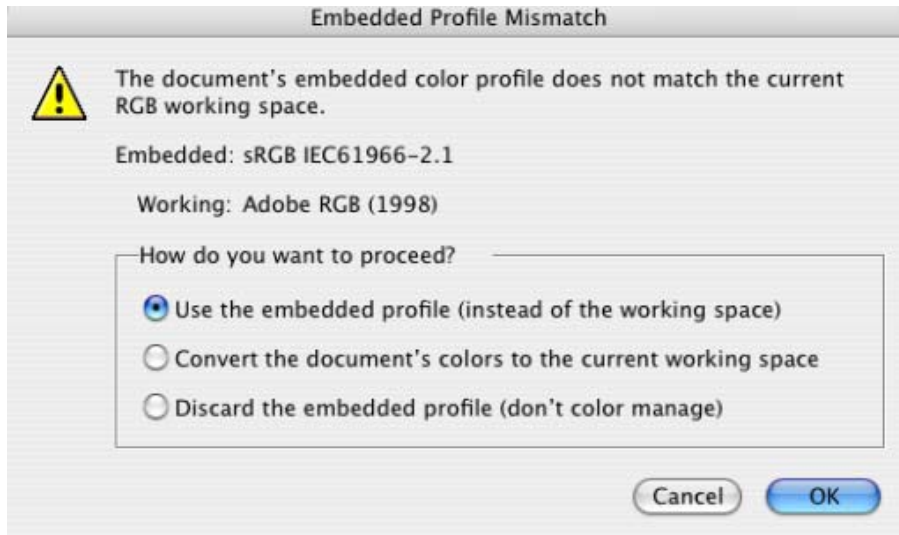 Embedded Profile Mismatch
The document's embedded color profile does not match the current
RGB working space.
Embedded: sRGB IEC61966-2.1
Working: Adobe RGB (1998)
How do you want to proceed?
Use the embedded profile (instead of the working space)
Convert the document's colors to the current working space
Discard the embedded profile (don't color manage)
Cancel OK